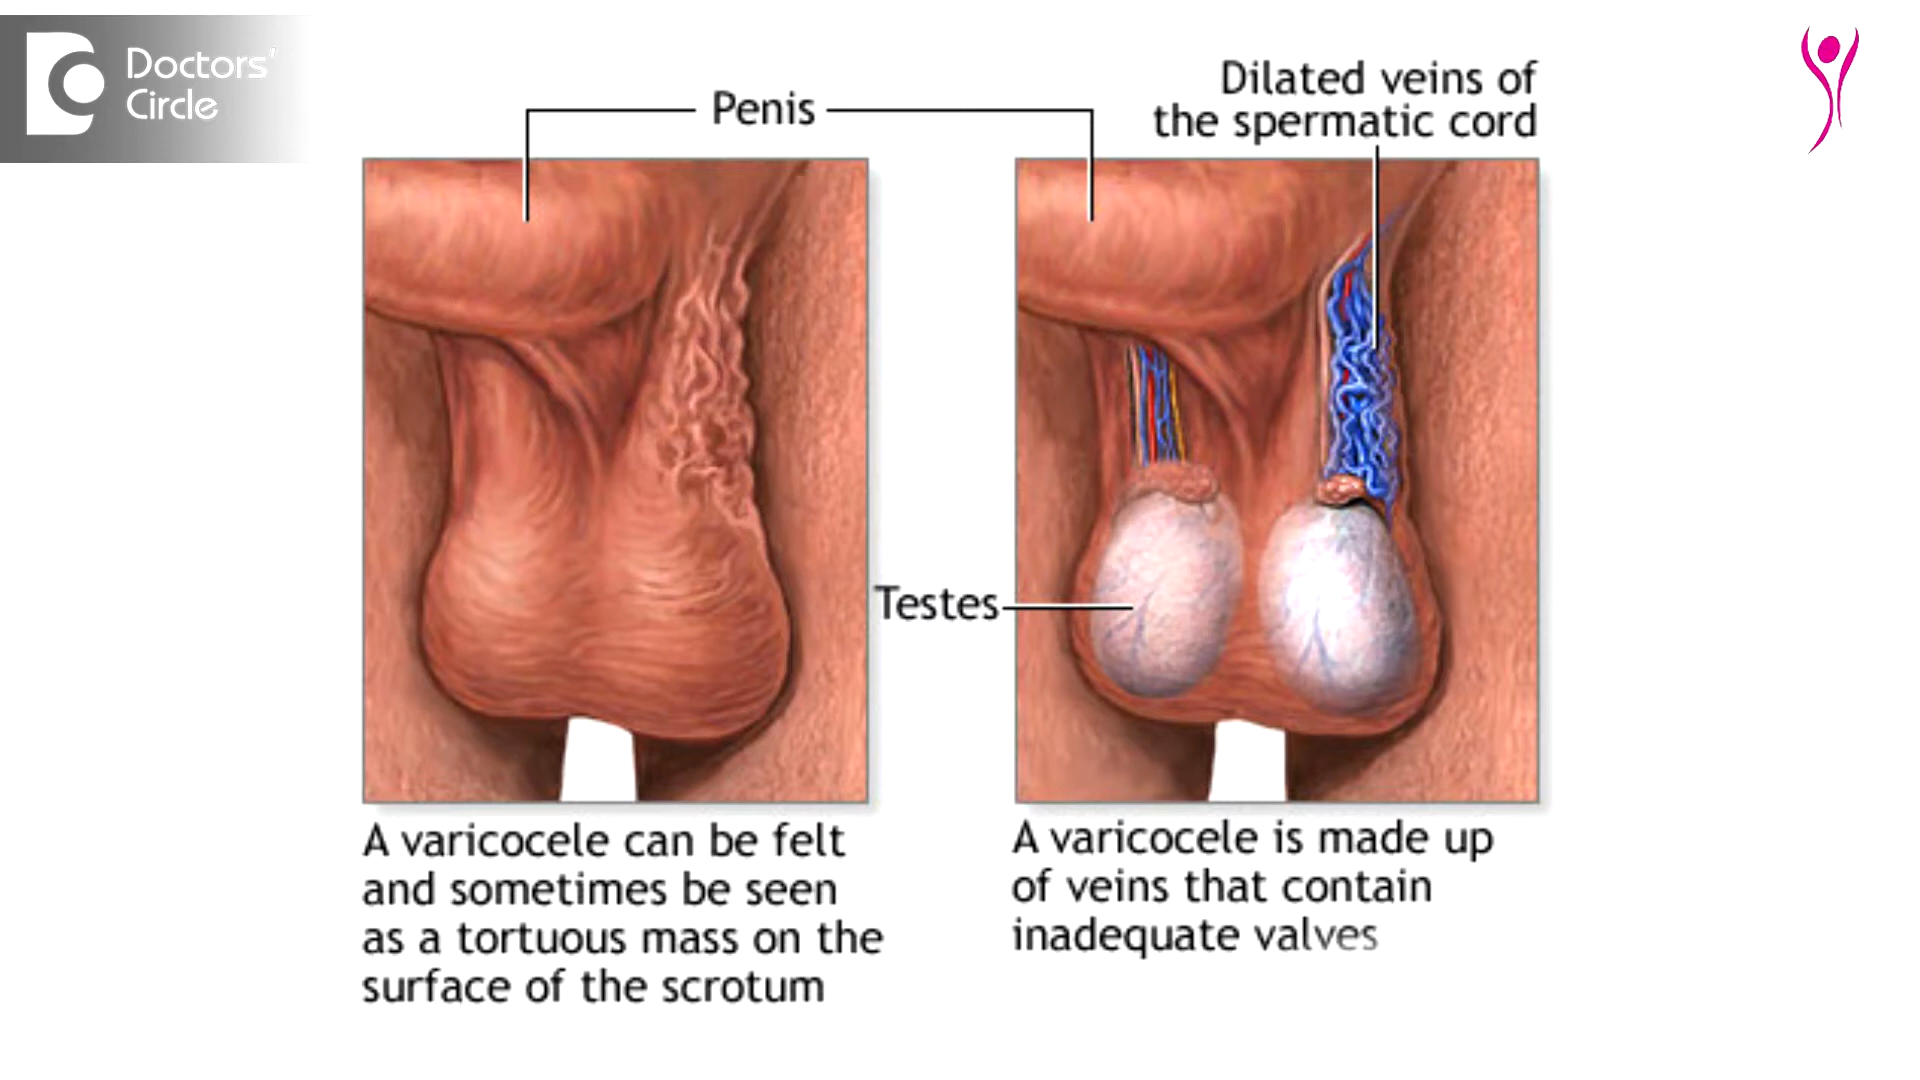 Doctors'
Circle
Penis
Dilated veins of
the spermatic cord
Testes
A varicocele can be felt
and sometimes be seen
as a tortuous mass on the
surface of the scrotum
A varicocele is made up
of veins that contain
inadequate valves